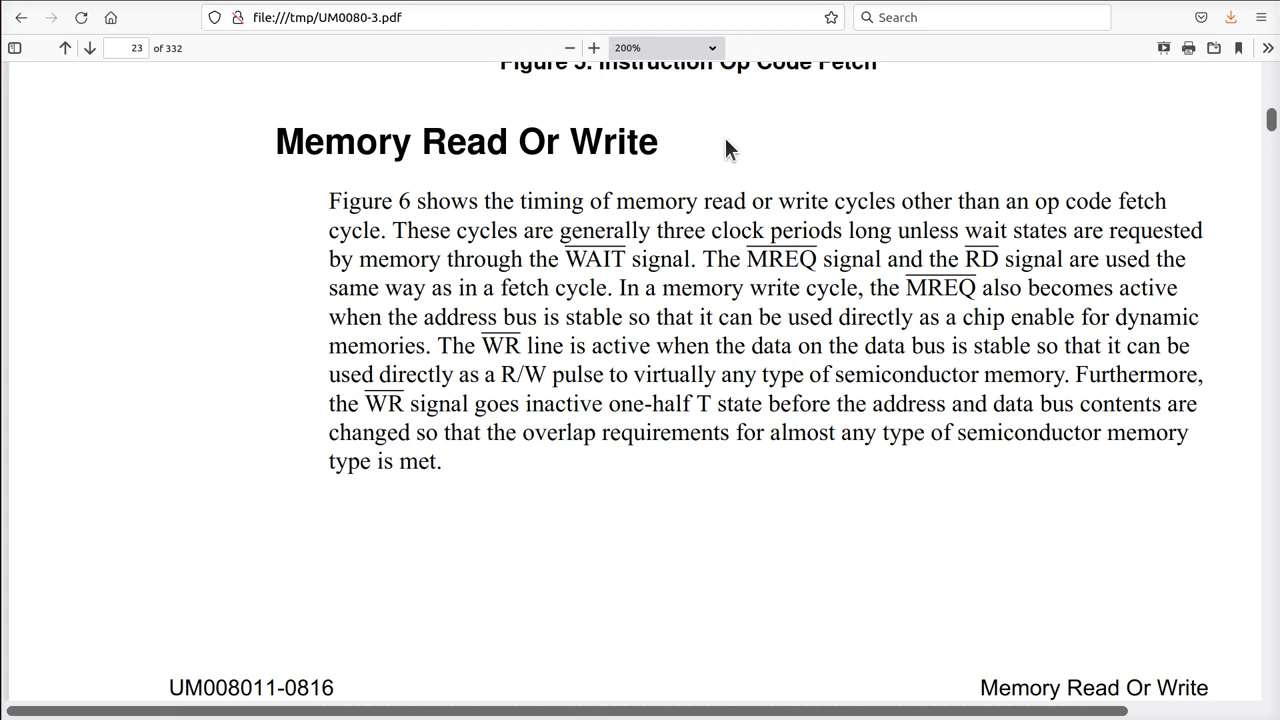 file:///tmp/UM0080-3.pdf
Search
23 of 332
200%
Figure 5. Instruction Op Code Fetch
Memory Read Or Write
Figure 6 shows the timing of memory read or write cycles other than an op code fetch
cycle. These cycles are generally three clock periods long unless wait states are requested
by memory through the WAIT signal. The MREQ signal and the RD signal are used the
same way as in a fetch cycle. In a memory write cycle, the MREQ also becomes active
when the address bus is stable so that it can be used directly as a chip enable for dynamic
memories. The WR line is active when the data on the data bus is stable so that it can be
used directly as a R/W pulse to virtually any type of semiconductor memory. Furthermore,
the WR signal goes inactive one-half T state before the address and data bus contents are
changed so that the overlap requirements for almost any type of semiconductor memory
type is met.
UM008011-0816
Memory Read Or Write